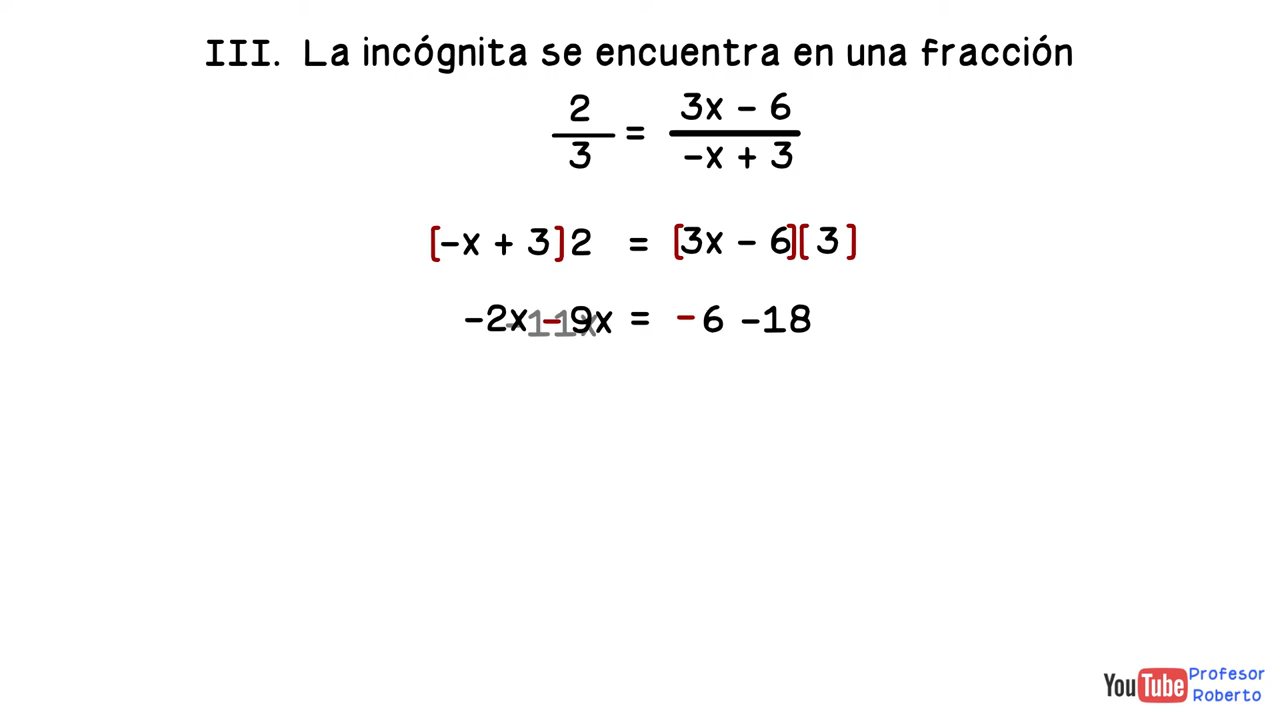 III. La incógnita se encuentra en una fracción
2/3 = 3x - 6/-x + 3
[-x + 3]2 = [3x - 6][3]
-2x - 9x = - 6 -18
-11x
YouTube Profesor Roberto